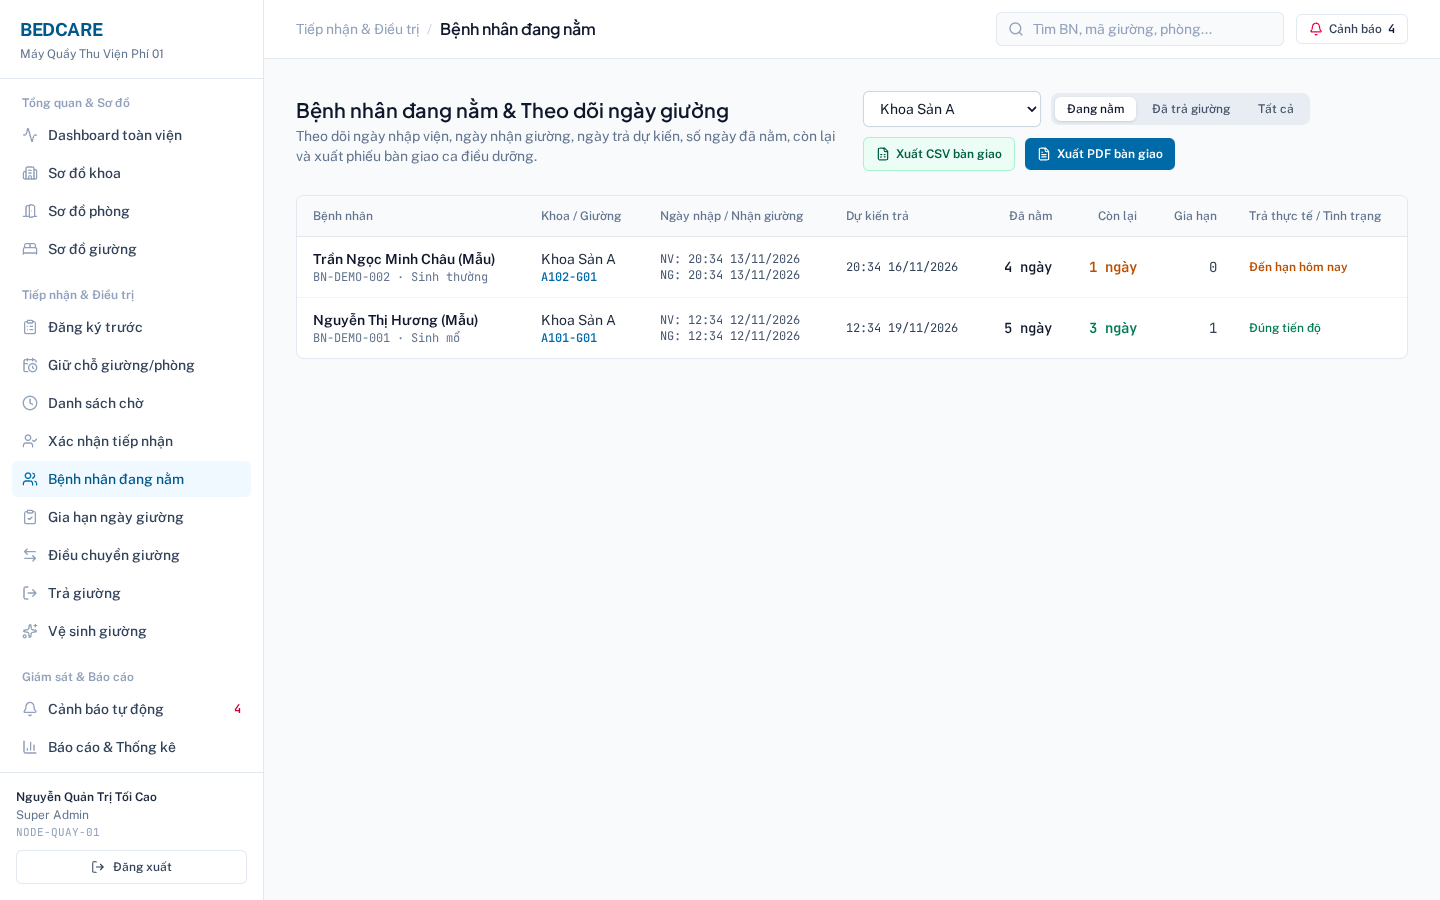 BEDCARE
Máy Quầy Thu Viện Phí 01
Tổng quan & Sơ đồ
Dashboard toàn viện
Sơ đồ khoa
Sơ đồ phòng
Sơ đồ giường
Tiếp nhận & Điều trị
Đăng ký trước
Giữ chỗ giường/phòng
Danh sách chờ
Xác nhận tiếp nhận
Bệnh nhân đang nằm
Gia hạn ngày giường
Điều chuyển giường
Trả giường
Vệ sinh giường
Giám sát & Báo cáo
Cảnh báo tự động 4
Báo cáo & Thống kê
Nguyễn Quản Trị Tối Cao
Super Admin
NODE-QUAY-01
Đăng xuất
Tiếp nhận & Điều trị / Bệnh nhân đang nằm
Tìm BN, mã giường, phòng...
Cảnh báo 4
Bệnh nhân đang nằm & Theo dõi ngày giường
Theo dõi ngày nhập viện, ngày nhận giường, ngày trả dự kiến, số ngày đã nằm, còn lại
và xuất phiếu bàn giao ca điều dưỡng.
Khoa Sản A
Đang nằm Đã trả giường Tất cả
Xuất CSV bàn giao Xuất PDF bàn giao
Bệnh nhân Khoa / Giường Ngày nhập / Nhận giường Dự kiến trả Đã nằm Còn lại Gia hạn Trả thực tế / Tình trạng
Trần Ngọc Minh Châu (Mẫu) Khoa Sản A NV: 20:34 13/11/2026 20:34 16/11/2026 4 ngày 1 ngày 0 Đến hạn hôm nay
BN-DEMO-002 · Sinh thường A102-G01 NG: 20:34 13/11/2026
Nguyễn Thị Hương (Mẫu) Khoa Sản A NV: 12:34 12/11/2026 12:34 19/11/2026 5 ngày 3 ngày 1 Đúng tiến độ
BN-DEMO-001 · Sinh mổ A101-G01 NG: 12:34 12/11/2026